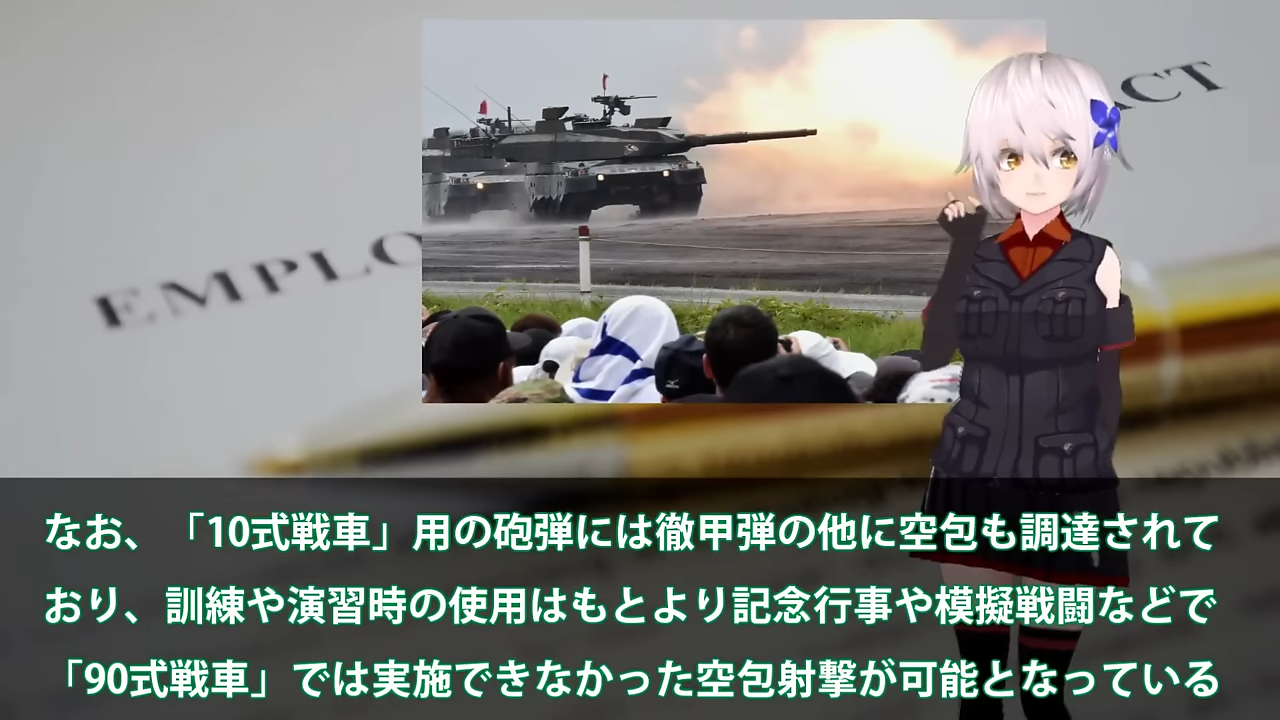 EMPLO
ACT
なお、「10式戦車」用の砲弾には徹甲弾の他に空包も調達されて
おり、訓練や演習時の使用はもとより記念行事や模擬戦闘などで
「90式戦車」では実施できなかった空包射撃が可能となっている